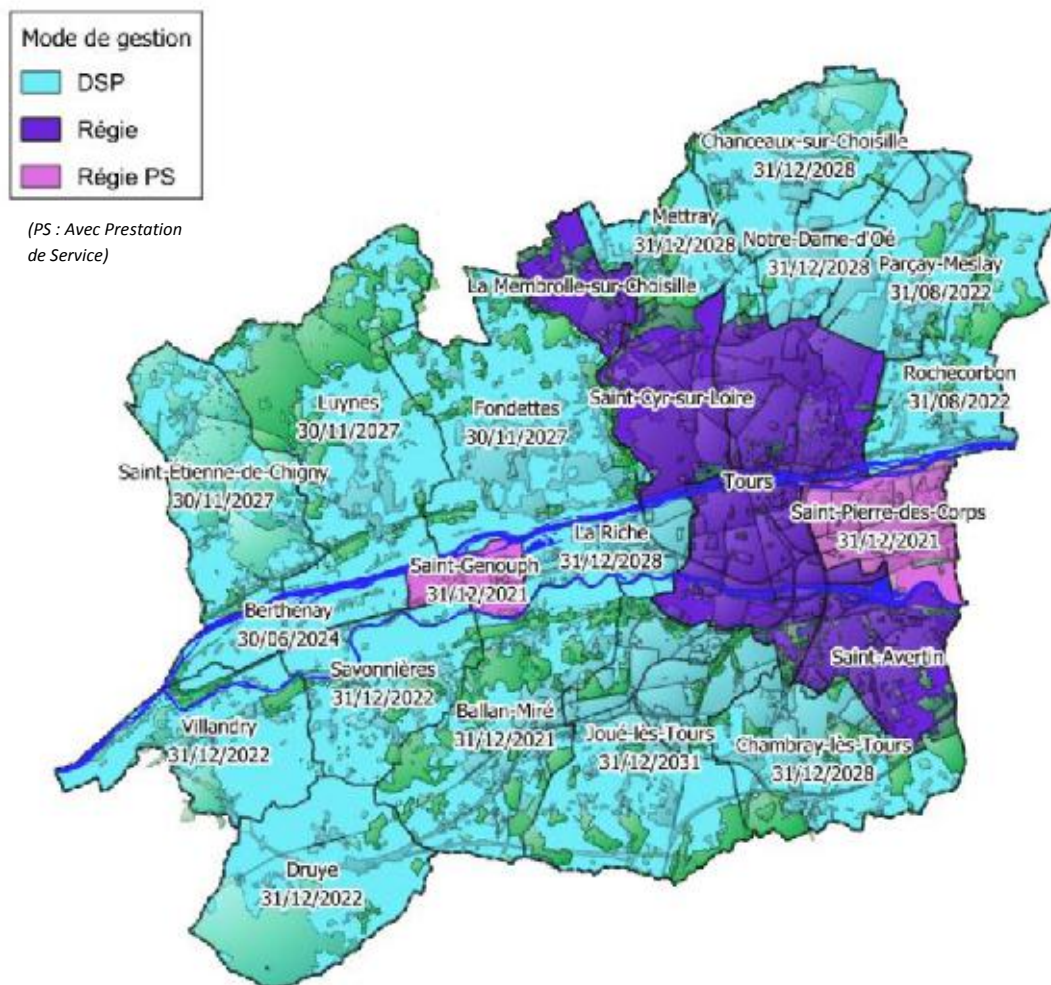 Mode de gestion
DSP
Régie
Régie PS
(PS : Avec Prestation
de Service)
Chanceaux-sur-Choisille
31/12/2028
Mettray
31/12/2028
Notre-Dame-d'Oé
31/12/2028
Parçay-Meslay
31/08/2022
La Membrolle-sur-Choisille
Rochecorbon
31/08/2022
Saint-Cyr-sur-Loire
Luynes
30/11/2027
Fondettes
30/11/2027
Saint-Etienne-de-Chigny
30/11/2027
Tours
Saint-Pierre-des-Corps
31/12/2021
La Riche
31/12/2028
Saint-Genouph
31/12/2021
Berthenay
30/06/2024
Saint-Avertin
Savonnières
31/12/2022
Ballan-Miré
31/12/2021
Villandry
31/12/2022
Joué-lès-Tours
31/12/2031
Chambray-lès-Tours
31/12/2028
Druye
31/12/2022